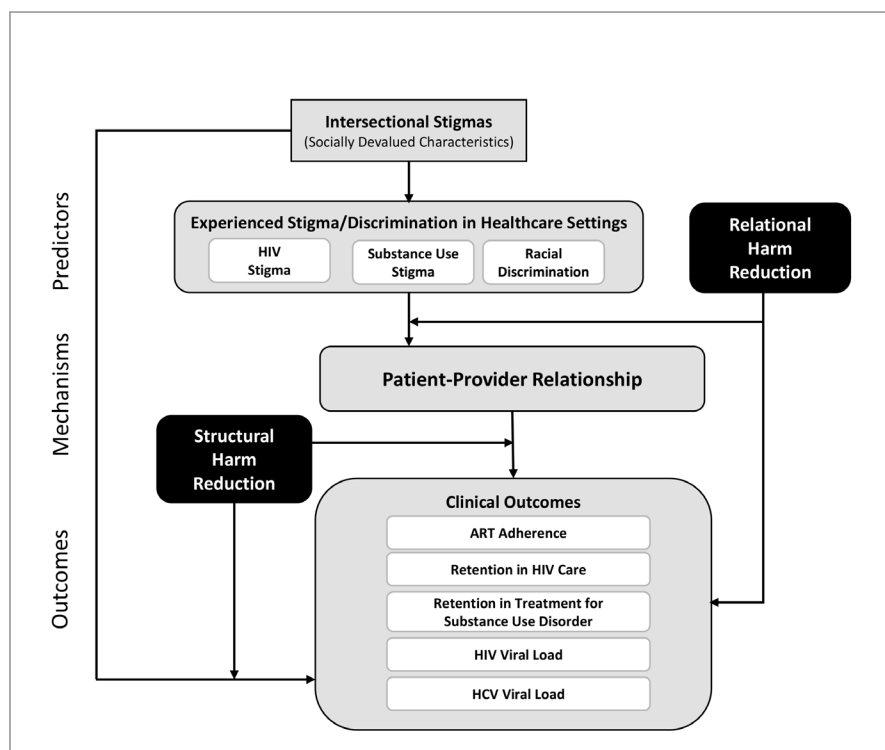 Intersectional Stigmas
(Socially Devalued Characteristics)
Predictors
Experienced Stigma/Discrimination in Healthcare Settings
HIV
Stigma
Substance Use
Stigma
Racial
Discrimination
Relational
Harm
Reduction
Mechanisms
Patient-Provider Relationship
Structural
Harm
Reduction
Outcomes
Clinical Outcomes
ART Adherence
Retention in HIV Care
Retention in Treatment for
Substance Use Disorder
HIV Viral Load
HCV Viral Load